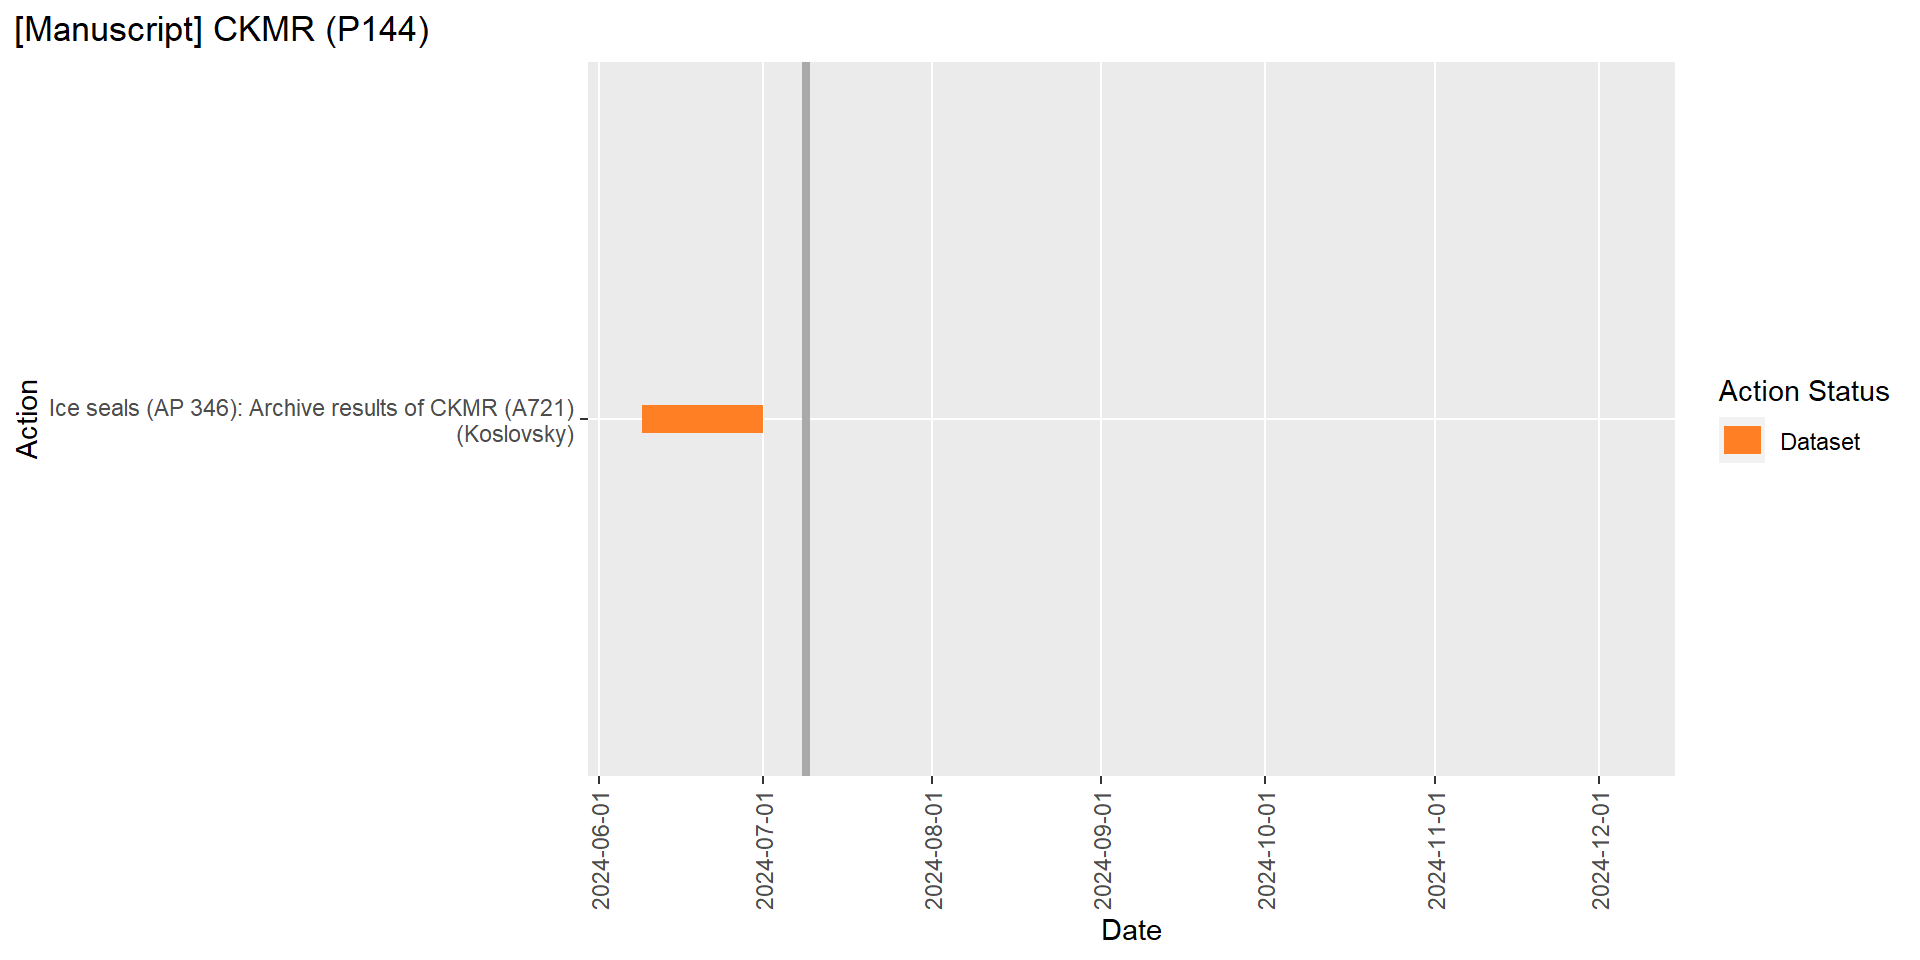 [Manuscript] CKMR (P144)
Action
Ice seals (AP 346): Archive results of CKMR (A721)
(Koslovsky)
Action Status
Dataset
2024-06-01
2024-07-01
2024-08-01
2024-09-01
2024-10-01
2024-11-01
2024-12-01
Date